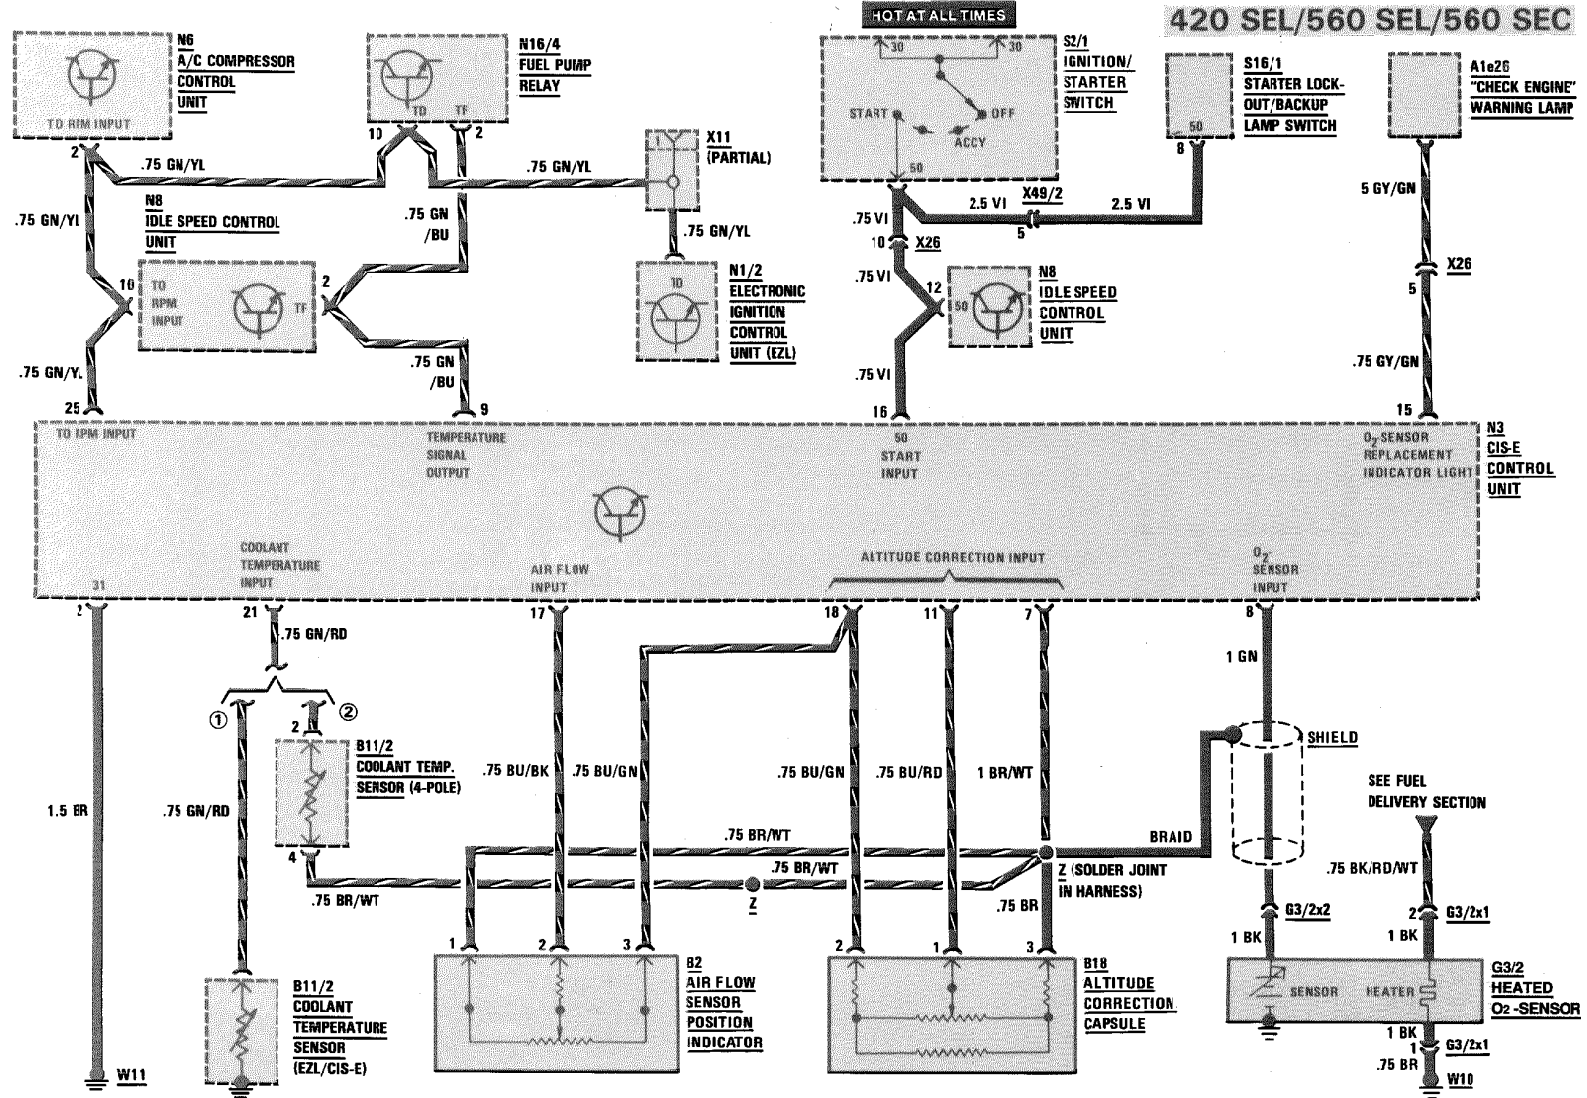 HOT AT ALL TIMES
420 SEL/560 SEL/560 SEC
N6
A/C COMPRESSOR
CONTROL
UNIT
TD RIM INPUT
2
N16/4
FUEL PUMP
RELAY
TD
TF
10
2
.75 GN/YL
.75 GN/YL
1
X11
(PARTIAL)
30
30
START
OFF
ACCY
50
S2/1
IGNITION/
STARTER
SWITCH
50
8
S16/1
STARTER LOCK-
OUT/BACKUP
LAMP SWITCH
A1e26
"CHECK ENGINE"
WARNING LAMP
.75 GN/YL
N8
IDLE SPEED CONTROL
UNIT
.75 GN
/BU
.75 GN/YL
.75 VI
2.5 VI
X49/2
5
2.5 VI
10
X26
5 GY/GN
X26
5
10
TO
RPM
INPUT
TF
2
TD
N1/2
ELECTRONIC
IGNITION
CONTROL
UNIT (EZL)
.75 VI
12
50
N8
IDLE SPEED
CONTROL
UNIT
.75 GN/YL
.75 GN
/BU
.75 VI
.75 GY/GN
25
9
16
15
TO IPM INPUT
TEMPERATURE
SIGNAL
OUTPUT
50
START
INPUT
O2 SENSOR
REPLACEMENT
INDICATOR LIGHT
N3
CIS-E
CONTROL
UNIT
31
COOLANT
TEMPERATURE
INPUT
AIR FLOW
INPUT
ALTITUDE CORRECTION INPUT
O2
SENSOR
INPUT
2
21
17
18
11
7
8
.75 GN/RD
1 GN
①
②
2
B11/2
COOLANT TEMP.
SENSOR (4-POLE)
4
1.5 BR
.75 GN/RD
.75 BU/BK
.75 BU/GN
.75 BU/GN
.75 BU/RD
1 BR/WT
SHIELD
SEE FUEL
DELIVERY SECTION
.75 BR/WT
BRAID
.75 BR/WT
.75 BR/WT
Z
Z (SOLDER JOINT
IN HARNESS)
.75 BR
.75 BK/RD/WT
G3/2x2
1 BK
2
G3/2x1
1 BK
1
2
3
B2
AIR FLOW
SENSOR
POSITION
INDICATOR
2
1
3
B18
ALTITUDE
CORRECTION
CAPSULE
SENSOR
HEATER
G3/2
HEATED
O2-SENSOR
B11/2
COOLANT
TEMPERATURE
SENSOR
(EZL/CIS-E)
W11
1 BK
1
G3/2x1
.75 BR
W10